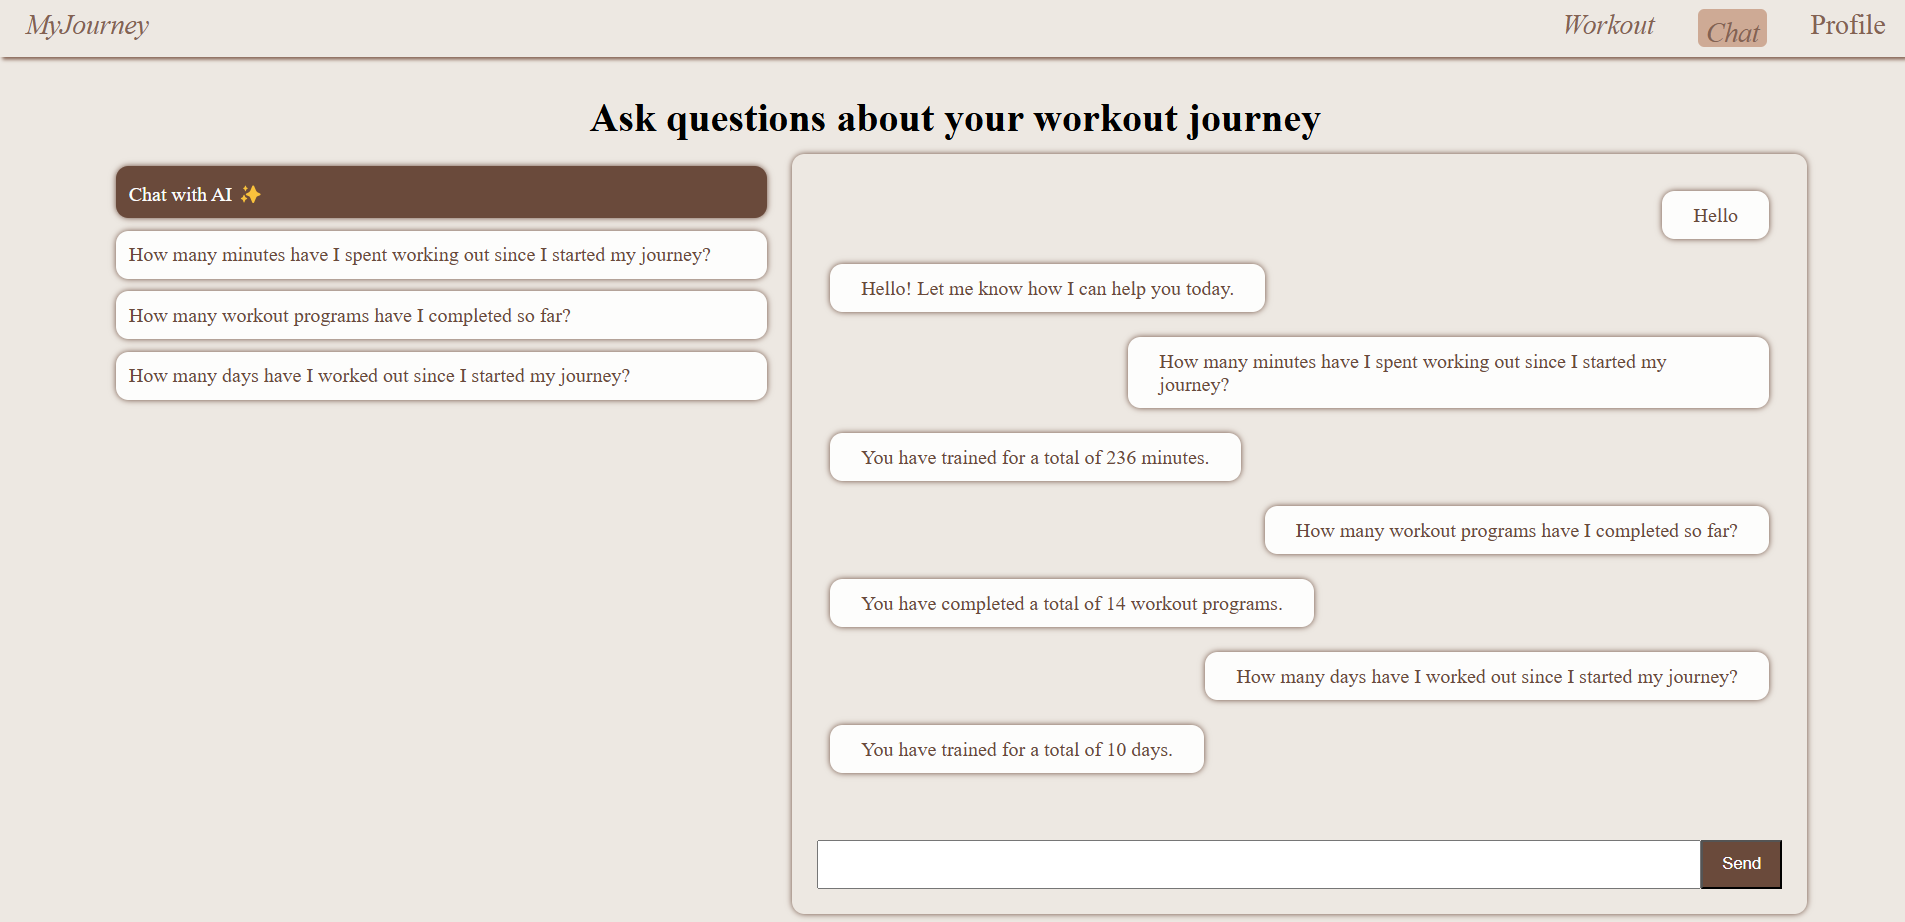 MyJourney
Workout
Chat
Profile
Ask questions about your workout journey
Chat with AI ✨
How many minutes have I spent working out since I started my journey?
How many workout programs have I completed so far?
How many days have I worked out since I started my journey?
Hello
Hello! Let me know how I can help you today.
How many minutes have I spent working out since I started my
journey?
You have trained for a total of 236 minutes.
How many workout programs have I completed so far?
You have completed a total of 14 workout programs.
How many days have I worked out since I started my journey?
You have trained for a total of 10 days.
Send